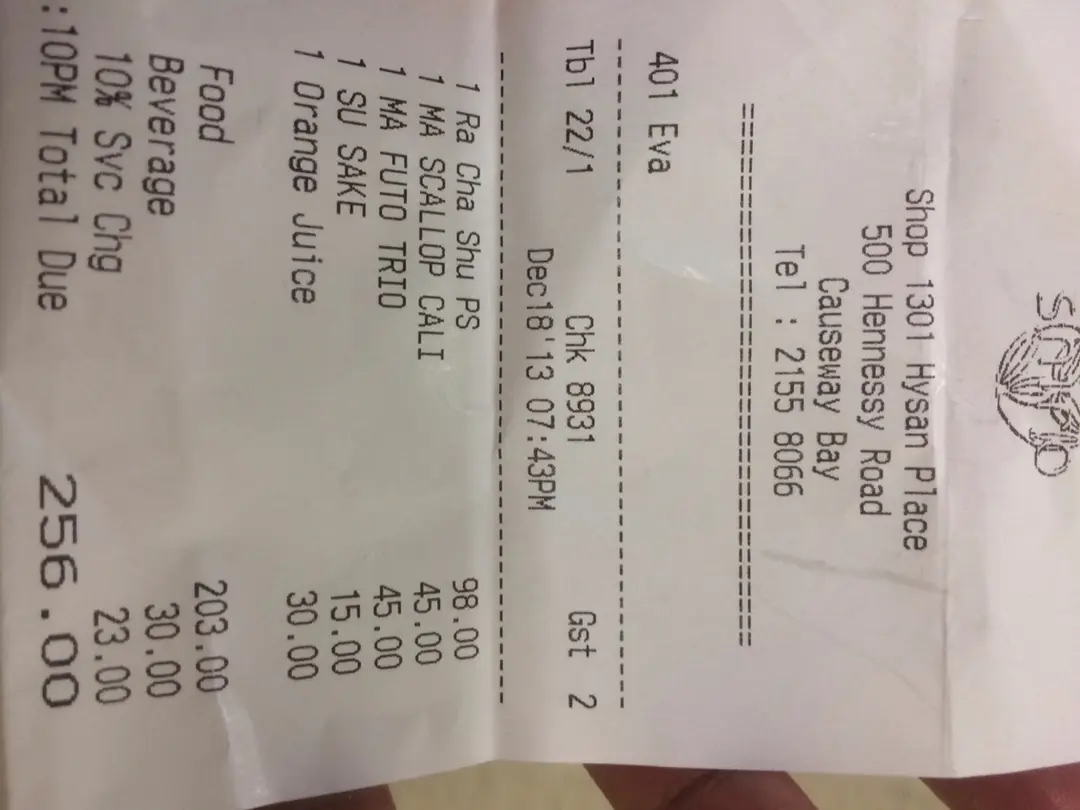 Shop 1301 Hysan Place
500 Hennessy Road
Causeway Bay
Tel : 2155 8066
================================
401 Eva
--------------------------------
Tbl 22/1 Chk 8931 Gst 2
Dec18'13 07:43PM
--------------------------------
1 Ra Cha Shu PS 98.00
1 MA SCALLOP CALI 45.00
1 MA FUTO TRIO 45.00
1 SU SAKE 15.00
1 Orange Juice 30.00
Food 203.00
Beverage 30.00
10% Svc Chg 23.00
:10PM Total Due 256.00